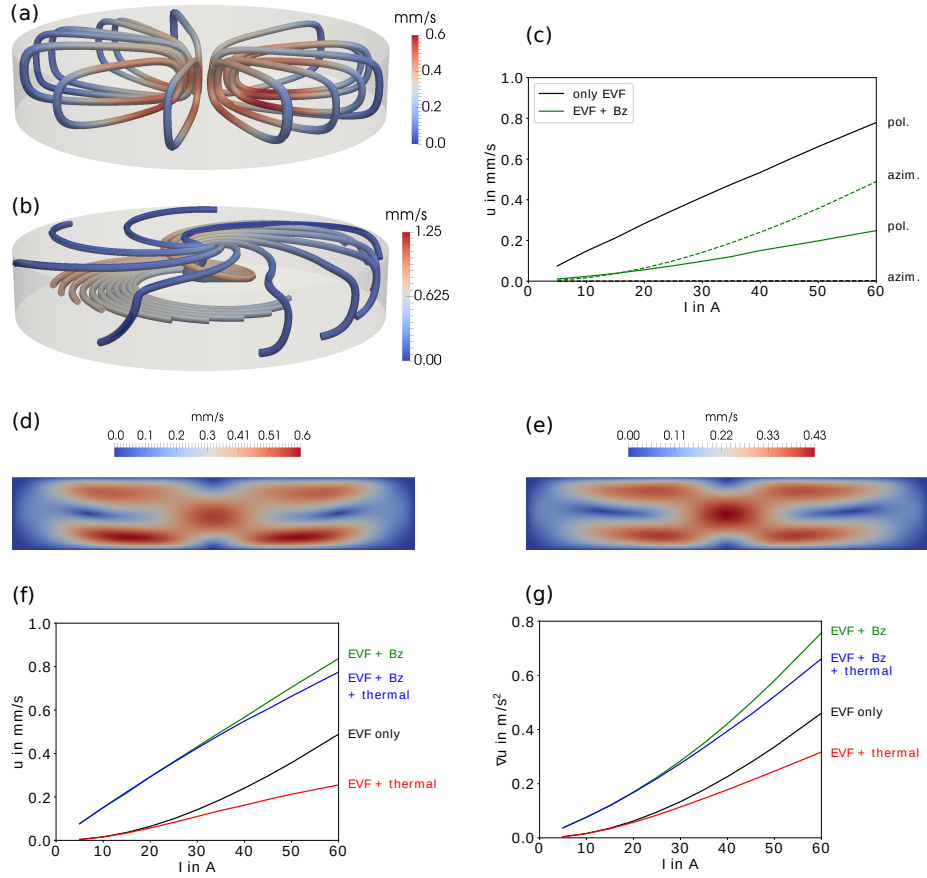 (a)
mm/s
0.6
0.4
0.2
0.0
(b)
mm/s
1.25
0.625
0.00
(c)
1.0
0.8
0.6
0.4
0.2
0.0
u in mm/s
only EVF
EVF + Bz
pol.
azim.
pol.
azim.
0
10
20
30
40
50
60
I in A
(d)
mm/s
0.0 0.1 0.2 0.3 0.41 0.51 0.6
(e)
mm/s
0.00 0.11 0.22 0.33 0.43
(f)
1.0
0.8
0.6
0.4
0.2
0.0
u in mm/s
EVF + Bz
EVF + Bz
+ thermal
EVF only
EVF + thermal
0 10 20 30 40 50 60
I in A
(g)
0.8
0.6
0.4
0.2
0.0
∇u in m/s²
EVF + Bz
EVF + Bz
+ thermal
EVF only
EVF + thermal
0 10 20 30 40 50 60
I in A